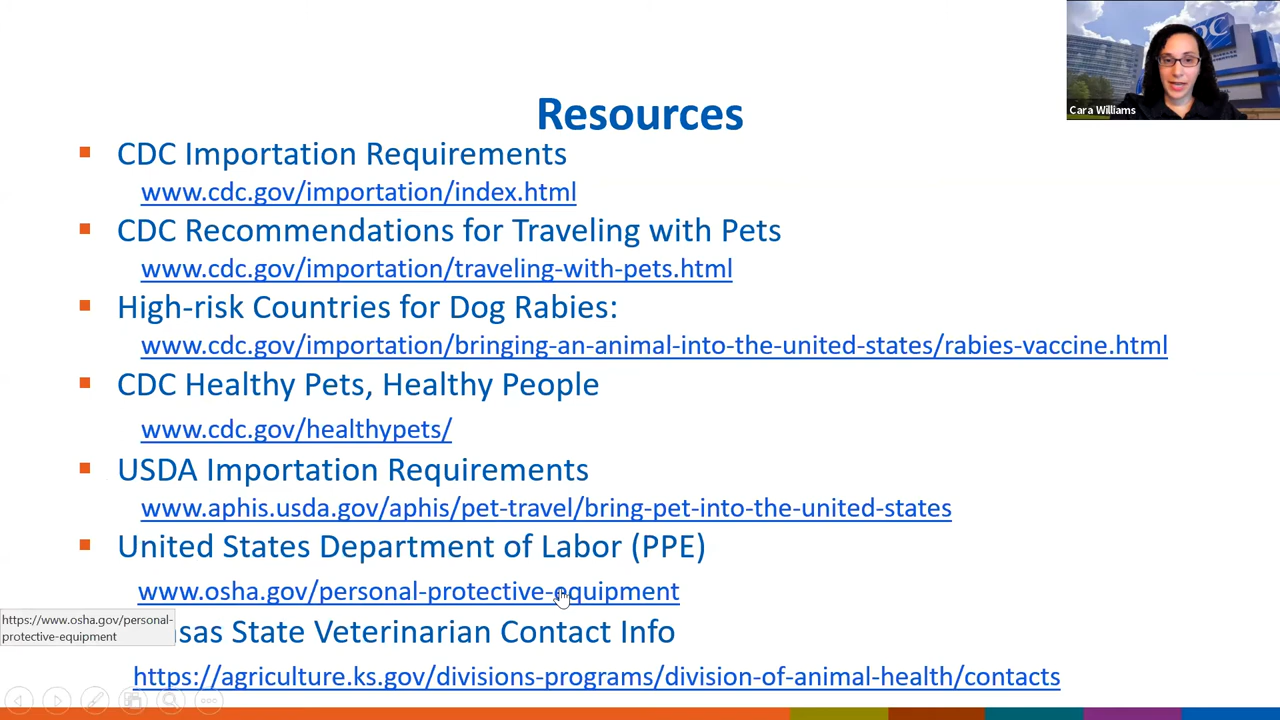 Resources
CDC Importation Requirements
www.cdc.gov/importation/index.html
CDC Recommendations for Traveling with Pets
www.cdc.gov/importation/traveling-with-pets.html
High-risk Countries for Dog Rabies:
www.cdc.gov/importation/bringing-an-animal-into-the-united-states/rabies-vaccine.html
CDC Healthy Pets, Healthy People
www.cdc.gov/healthypets/
USDA Importation Requirements
www.aphis.usda.gov/aphis/pet-travel/bring-pet-into-the-united-states
United States Department of Labor (PPE)
www.osha.gov/personal-protective-equipment
https://www.osha.gov/personal-
protective-equipment
sas State Veterinarian Contact Info
https://agriculture.ks.gov/divisions-programs/division-of-animal-health/contacts
CDC
Cara Williams